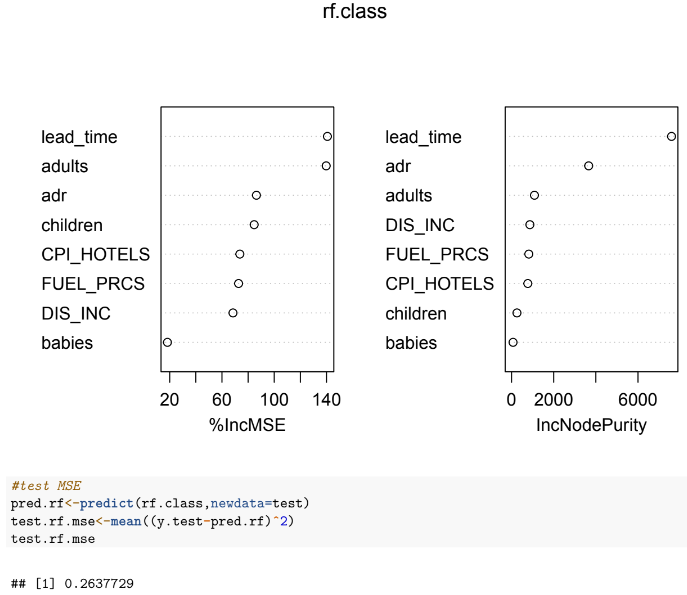 rf.class
lead_time
adults
adr
children
CPI_HOTELS
FUEL_PRCS
DIS_INC
babies
20 60 100 140
%IncMSE
lead_time
adr
adults
DIS_INC
FUEL_PRCS
CPI_HOTELS
children
babies
0 2000 6000
IncNodePurity
#test MSE
pred.rf<-predict(rf.class,newdata=test)
test.rf.mse<-mean((y.test-pred.rf)^2)
test.rf.mse
## [1] 0.2637729